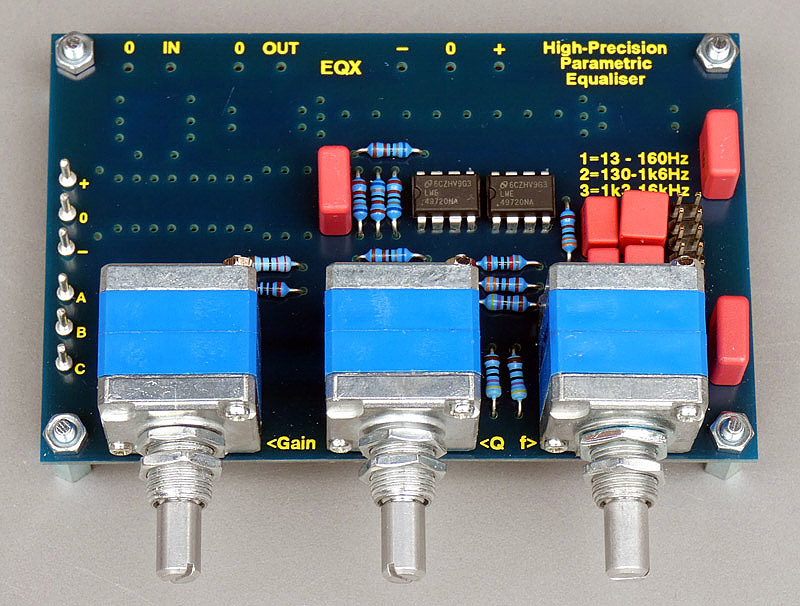 0 IN 0 OUT
EQX
− 0 +
High-Precision
Parametric
Equaliser
1=13 - 160Hz
2=130-1k6Hz
3=1k3-16kHz
6CZHV9G3
LME
49720NA
6CZHV9G3
LME
49720NA
+
0
−
A
B
C
<Gain
<Q
f>